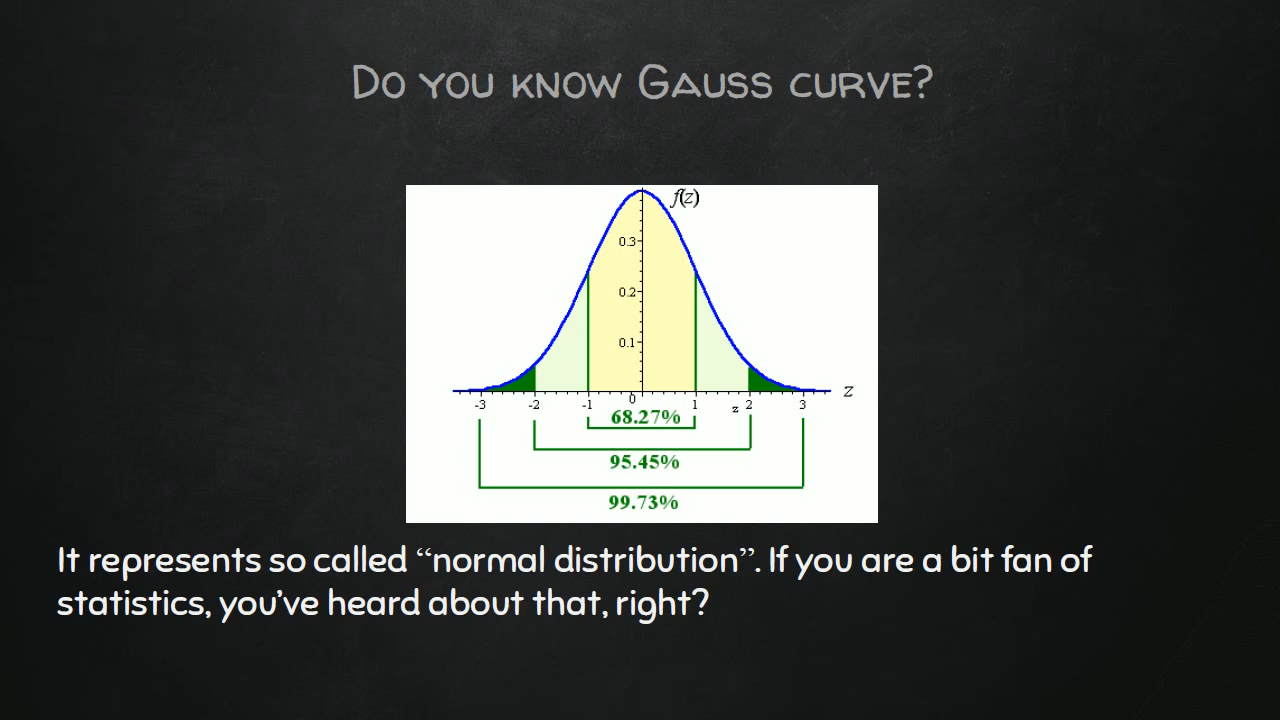 Do you know Gauss curve?
f(z)
0.3
0.2
0.1
z
-3 -2 -1 0 1 z 2 3
68.27%
95.45%
99.73%
It represents so called “normal distribution”. If you are a bit fan of
statistics, you’ve heard about that, right?